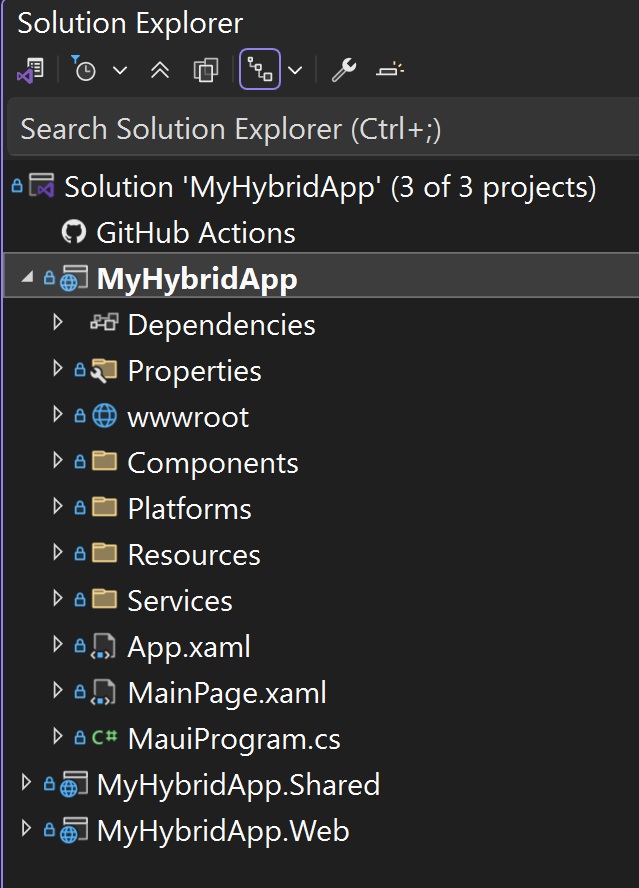 Solution Explorer
Search Solution Explorer (Ctrl+;)
Solution 'MyHybridApp' (3 of 3 projects)
GitHub Actions
MyHybridApp
Dependencies
Properties
wwwroot
Components
Platforms
Resources
Services
App.xaml
MainPage.xaml
C# MauiProgram.cs
MyHybridApp.Shared
MyHybridApp.Web